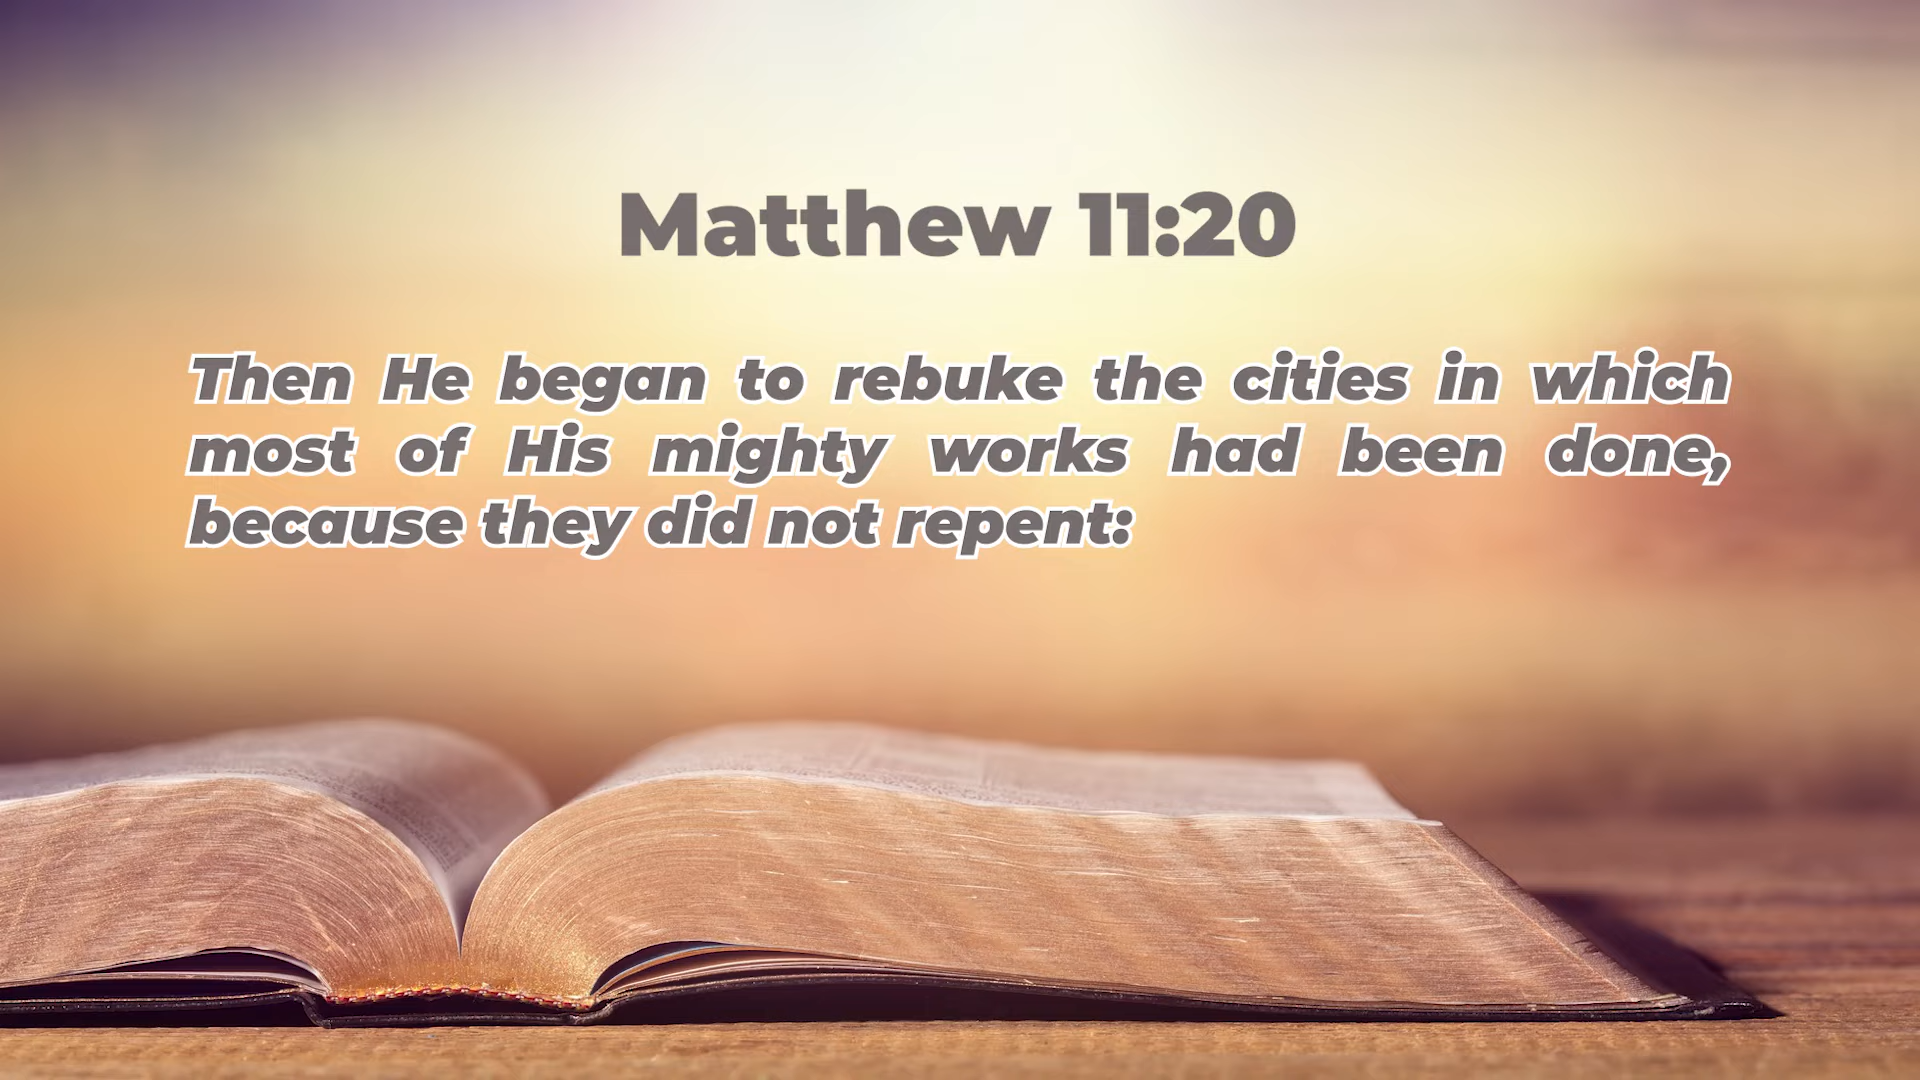 Matthew 11:20
Then He began to rebuke the cities in which
most of His mighty works had been done,
because they did not repent: